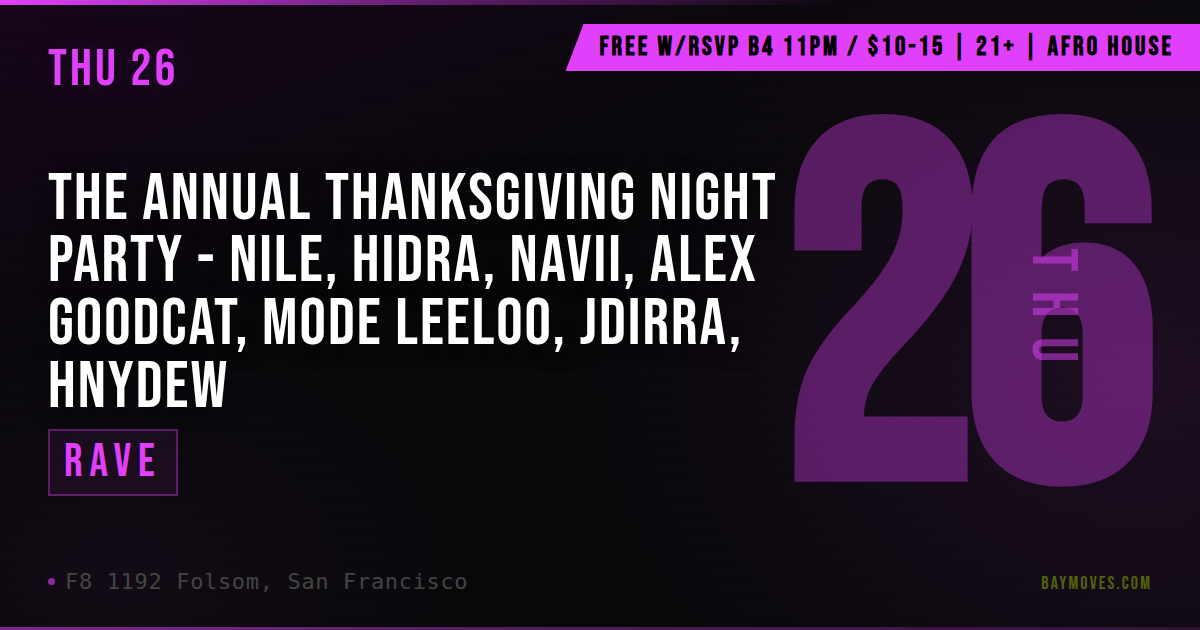 THU 26
FREE W/RSVP B4 11PM / $10-15 | 21+ | AFRO HOUSE
THE ANNUAL THANKSGIVING NIGHT
PARTY - NILE, HIDRA, NAVII, ALEX
GOODCAT, MODE LEELOO, JDIRRA,
HNYDEW
RAVE
26
THU
• F8 1192 Folsom, San Francisco
BAYMOVES.COM